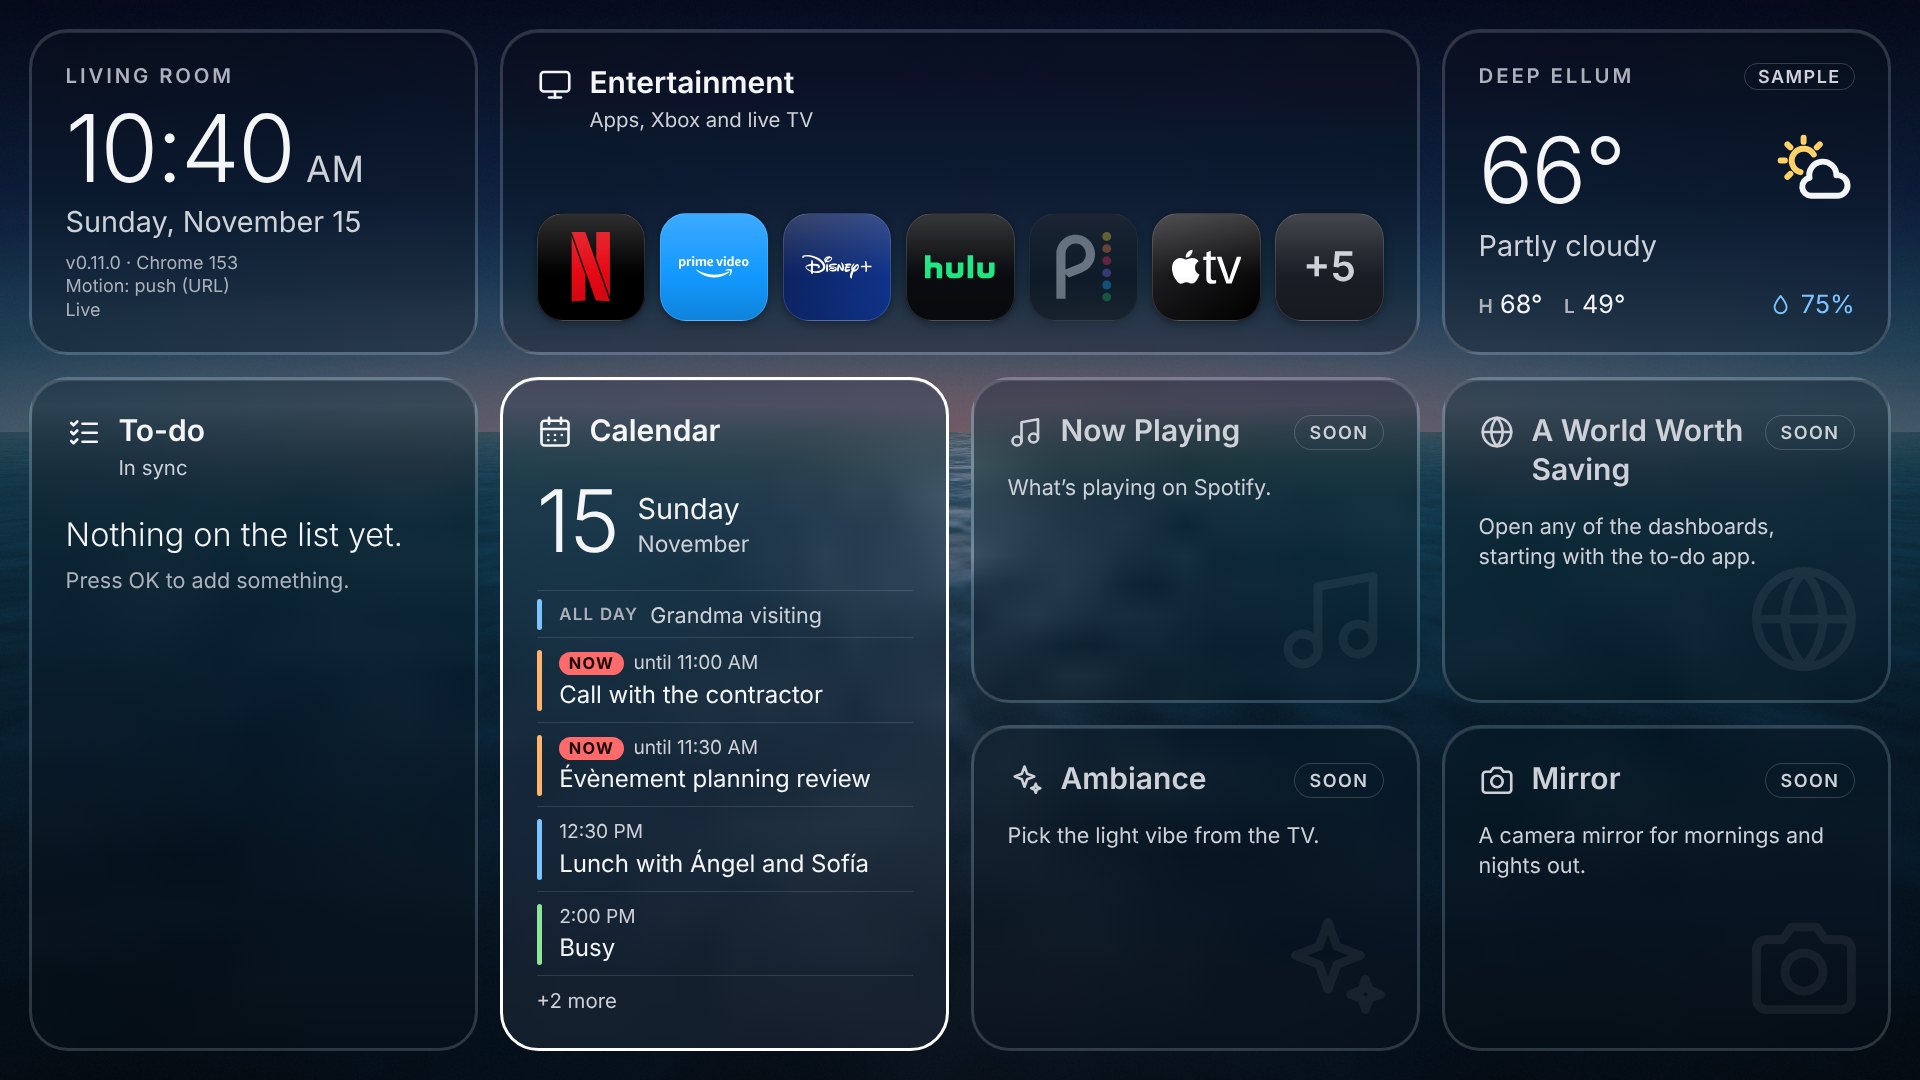 LIVING ROOM
10:40 AM
Sunday, November 15
v0.11.0 · Chrome 153
Motion: push (URL)
Live
Entertainment
Apps, Xbox and live TV
N
prime video
Disney+
hulu
P
tv
+5
DEEP ELLUM
SAMPLE
66°
Partly cloudy
H 68° L 49°
75%
To-do
In sync
Nothing on the list yet.
Press OK to add something.
Calendar
15
Sunday
November
ALL DAY Grandma visiting
NOW until 11:00 AM
Call with the contractor
NOW until 11:30 AM
Évènement planning review
12:30 PM
Lunch with Ángel and Sofía
2:00 PM
Busy
+2 more
Now Playing
SOON
What’s playing on Spotify.
A World Worth
Saving
SOON
Open any of the dashboards,
starting with the to-do app.
Ambiance
SOON
Pick the light vibe from the TV.
Mirror
SOON
A camera mirror for mornings and
nights out.